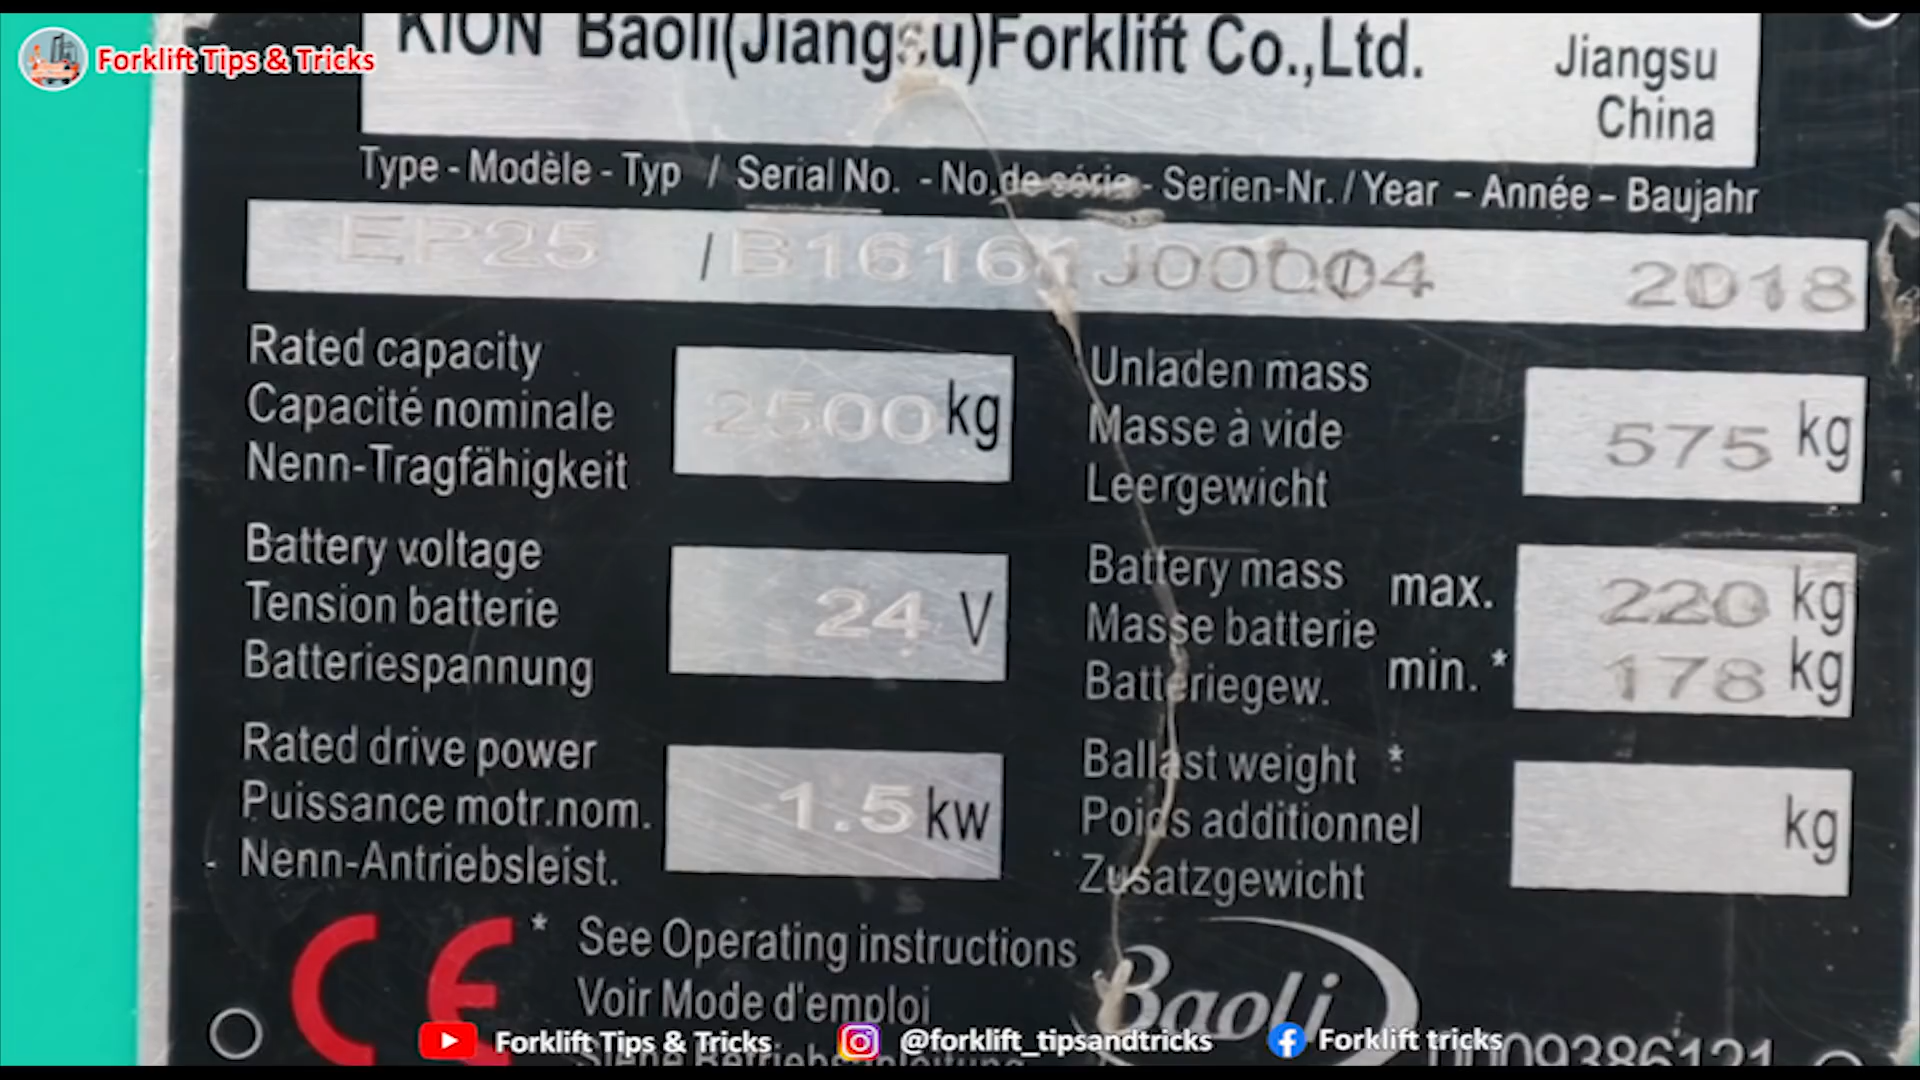 Forklift Tips & Tricks
KION Baoli(Jiangsu)Forklift Co.,Ltd.
Jiangsu
China
Type - Modèle - Typ / Serial No. - No.de série - Serien-Nr. / Year - Année - Baujahr
EP25 / B16161J00004 2018
Rated capacity
Capacité nominale
Nenn-Tragfähigkeit
2500 kg
Unladen mass
Masse à vide
Leergewicht
575 kg
Battery voltage
Tension batterie
Batteriespannung
24 V
Battery mass
Masse batterie
Batteriegew.
max. 220 kg
min. * 178 kg
Rated drive power
Puissance motr.nom.
Nenn-Antriebsleist.
1.5 kw
Ballast weight *
Poids additionnel
Zusatzgewicht
kg
CE
* See Operating instructions
Voir Mode d'emploi
Siehe Betriebsanleitung
Baoli
Forklift Tips & Tricks
@forklift_tipsandtricks
Forklift tricks